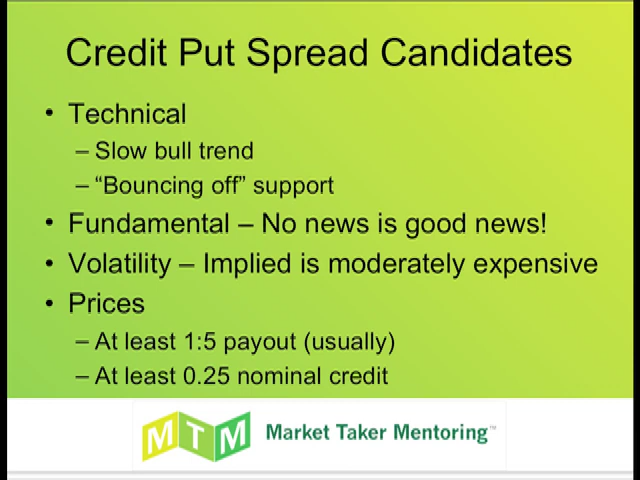 Credit Put Spread Candidates
• Technical
– Slow bull trend
– “Bouncing off” support
• Fundamental – No news is good news!
• Volatility – Implied is moderately expensive
• Prices
– At least 1:5 payout (usually)
– At least 0.25 nominal credit
MTM Market Taker Mentoring™